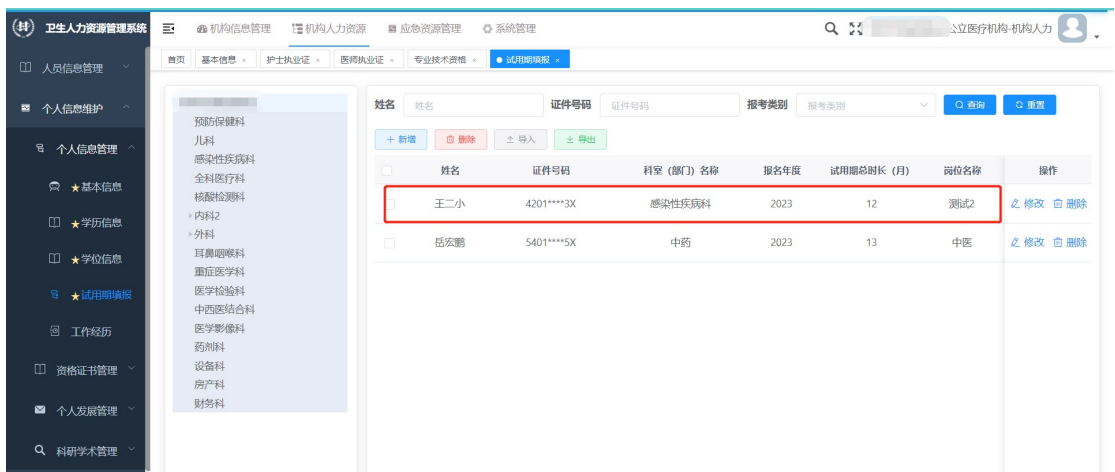 卫生人力资源管理系统 机构信息管理 机构人力资源 应急资源管理 系统管理 公立医疗机构-机构人力
首页 基本信息 × 护士执业证 × 医师执业证 × 专业技术资格 × 试用期填报 ×
人员信息管理
个人信息维护
个人信息管理
★基本信息
★学历信息
★学位信息
★试用期填报
工作经历
资格证书管理
个人发展管理
科研学术管理
预防保健科
儿科
感染性疾病科
全科医疗科
核酸检测科
内科2
外科
耳鼻咽喉科
重症医学科
医学检验科
中西医结合科
医学影像科
药剂科
设备科
房产科
财务科
姓名 姓名 证件号码 证件号码 报考类别 报考类别 查询 重置
+ 新增 删除 导入 导出
姓名 证件号码 科室（部门）名称 报名年度 试用期总时长（月） 岗位名称 操作
王二小 4201****3X 感染性疾病科 2023 12 测试2 修改 删除
岳宏鹏 5401****5X 中药 2023 13 中医 修改 删除